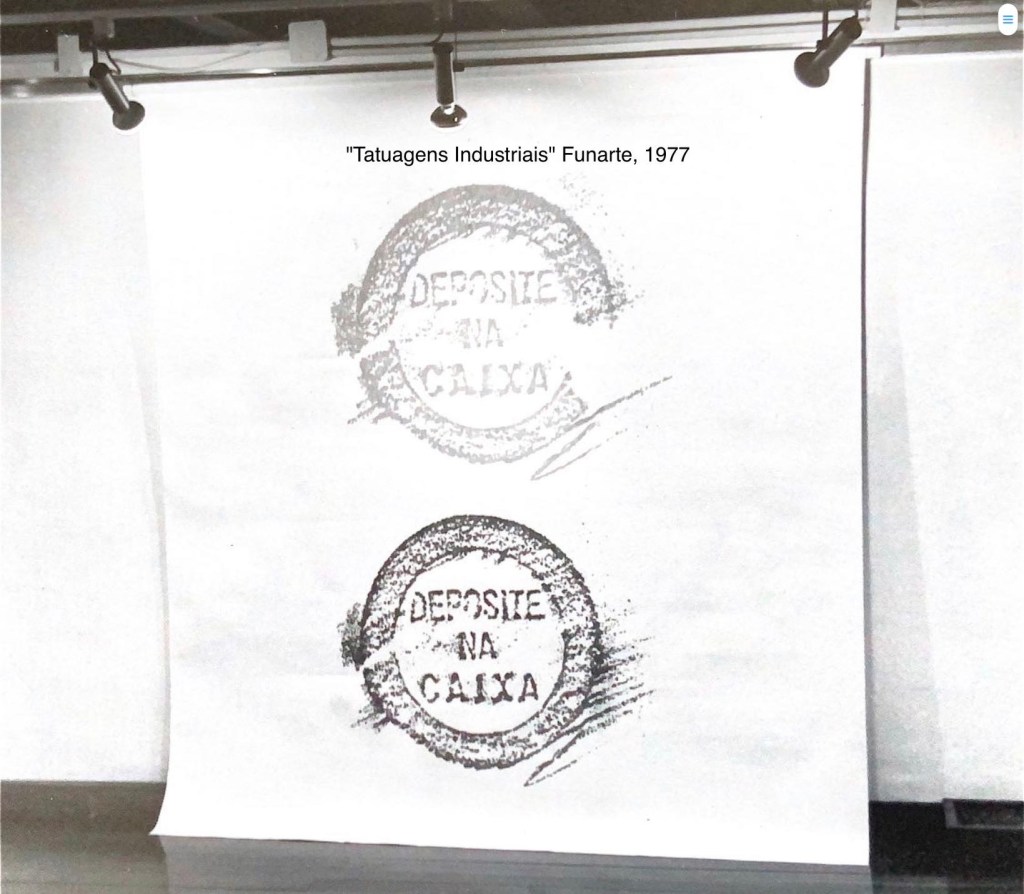 "Tatuagens Industriais" Funarte, 1977
DEPOSITE
NA
CAIXA
DEPOSITE
NA
CAIXA